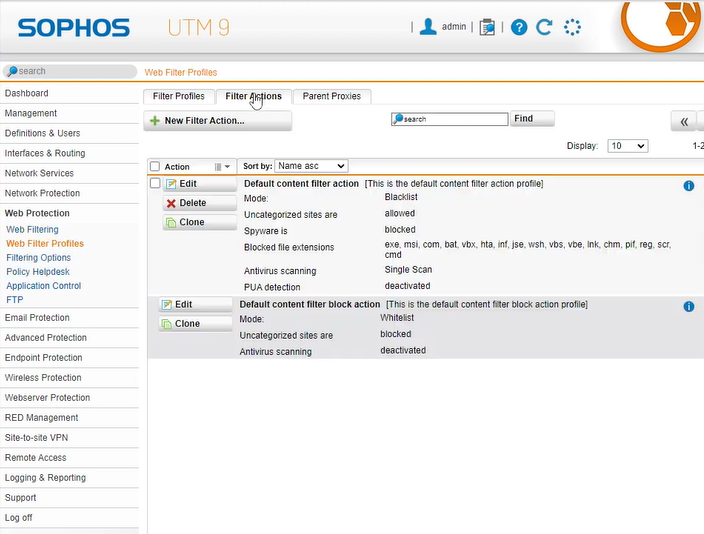 SOPHOS UTM 9
| admin | | ?
search
Web Filter Profiles
Dashboard
Management
Definitions & Users
Interfaces & Routing
Network Services
Network Protection
Web Protection
Web Filtering
Web Filter Profiles
Filtering Options
Policy Helpdesk
Application Control
FTP
Email Protection
Advanced Protection
Endpoint Protection
Wireless Protection
Webserver Protection
RED Management
Site-to-site VPN
Remote Access
Logging & Reporting
Support
Log off
Filter Profiles Filter Actions Parent Proxies
+ New Filter Action... search Find «
Display: 10 1-2
Action Sort by: Name asc
Edit Default content filter action [This is the default content filter action profile] i
Delete Mode: Blacklist
Clone Uncategorized sites are allowed
Spyware is blocked
Blocked file extensions exe, msi, com, bat, vbx, hta, inf, jse, wsh, vbs, vbe, lnk, chm, pif, reg, scr,
cmd
Antivirus scanning Single Scan
PUA detection deactivated
Edit Default content filter block action [This is the default content filter block action profile] i
Clone Mode: Whitelist
Uncategorized sites are blocked
Antivirus scanning deactivated